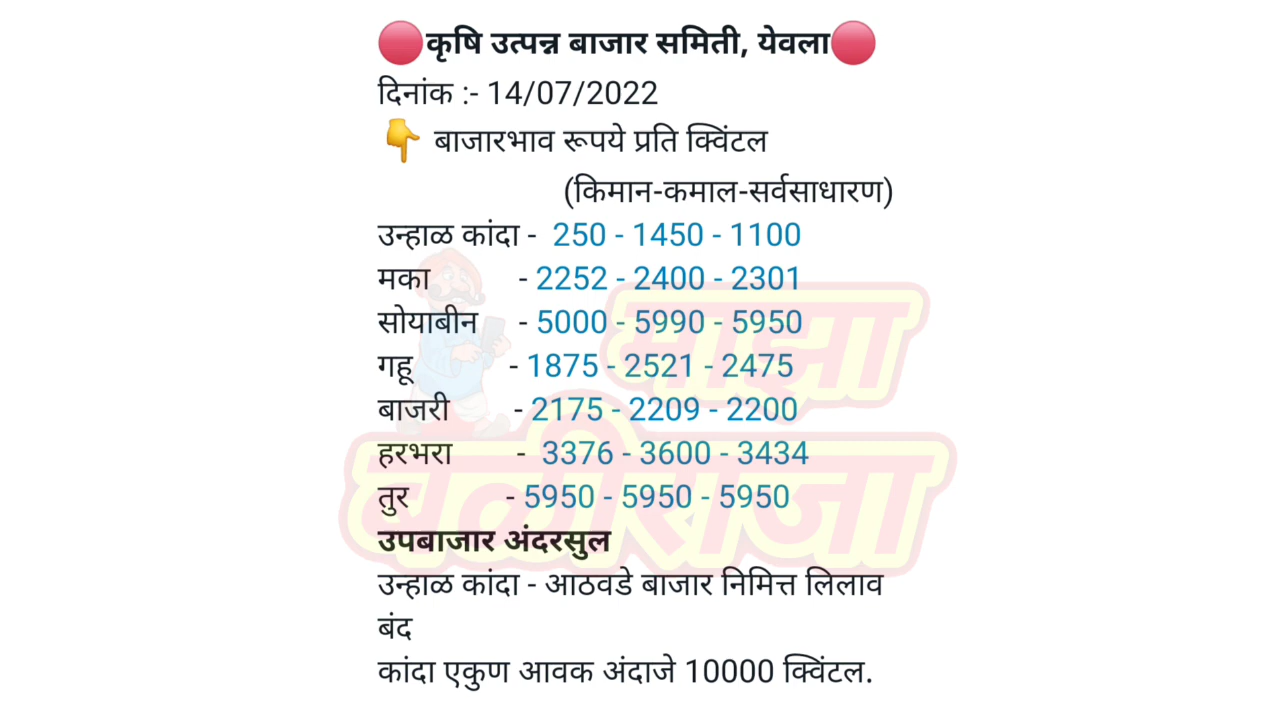 🔴कृषि उत्पन्न बाजार समिती, येवला🔴
दिनांक :- 14/07/2022
👇 बाजारभाव रूपये प्रति क्विंटल
(किमान-कमाल-सर्वसाधारण)
उन्हाळ कांदा - 250 - 1450 - 1100
मका - 2252 - 2400 - 2301
सोयाबीन - 5000 - 5990 - 5950
गहू - 1875 - 2521 - 2475
बाजरी - 2175 - 2209 - 2200
हरभरा - 3376 - 3600 - 3434
तुर - 5950 - 5950 - 5950
उपबाजार अंदरसुल
उन्हाळ कांदा - आठवडे बाजार निमित्त लिलाव
बंद
कांदा एकुण आवक अंदाजे 10000 क्विंटल.
माझा
बळीराजा